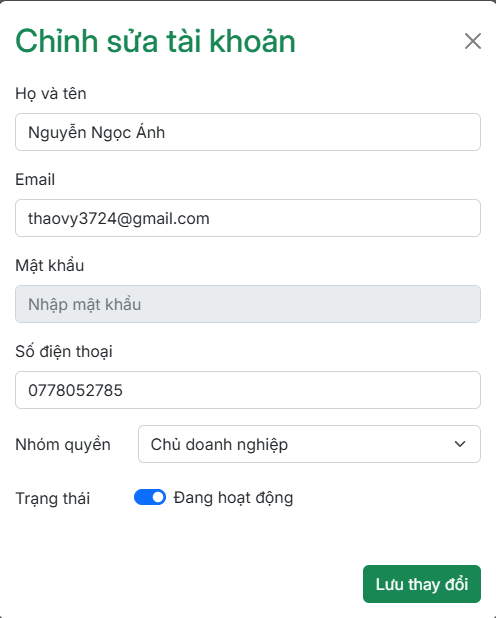 Chỉnh sửa tài khoản
Họ và tên
Nguyễn Ngọc Ánh
Email
thaovy3724@gmail.com
Mật khẩu
Nhập mật khẩu
Số điện thoại
0778052785
Nhóm quyền Chủ doanh nghiệp
Trạng thái Đang hoạt động
Lưu thay đổi